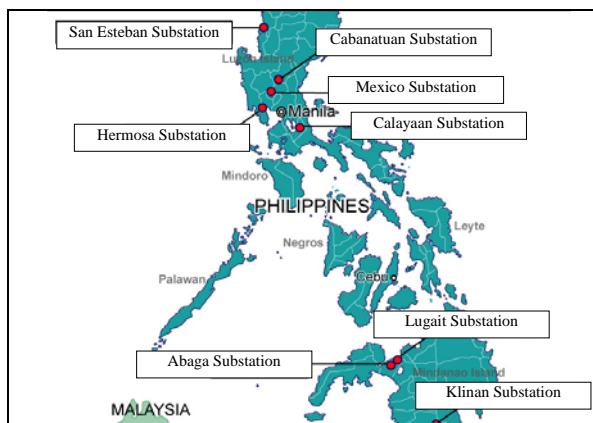 San Esteban Substation
Cabanatuan Substation
Luzon Island
Mexico Substation
Manila
Hermosa Substation
Calayaan Substation
Mindoro
PHILIPPINES
Negros
Leyte
Palawan
Cebu
Lugait Substation
Abaga Substation
Mindanao Island
Klinan Substation
MALAYSIA